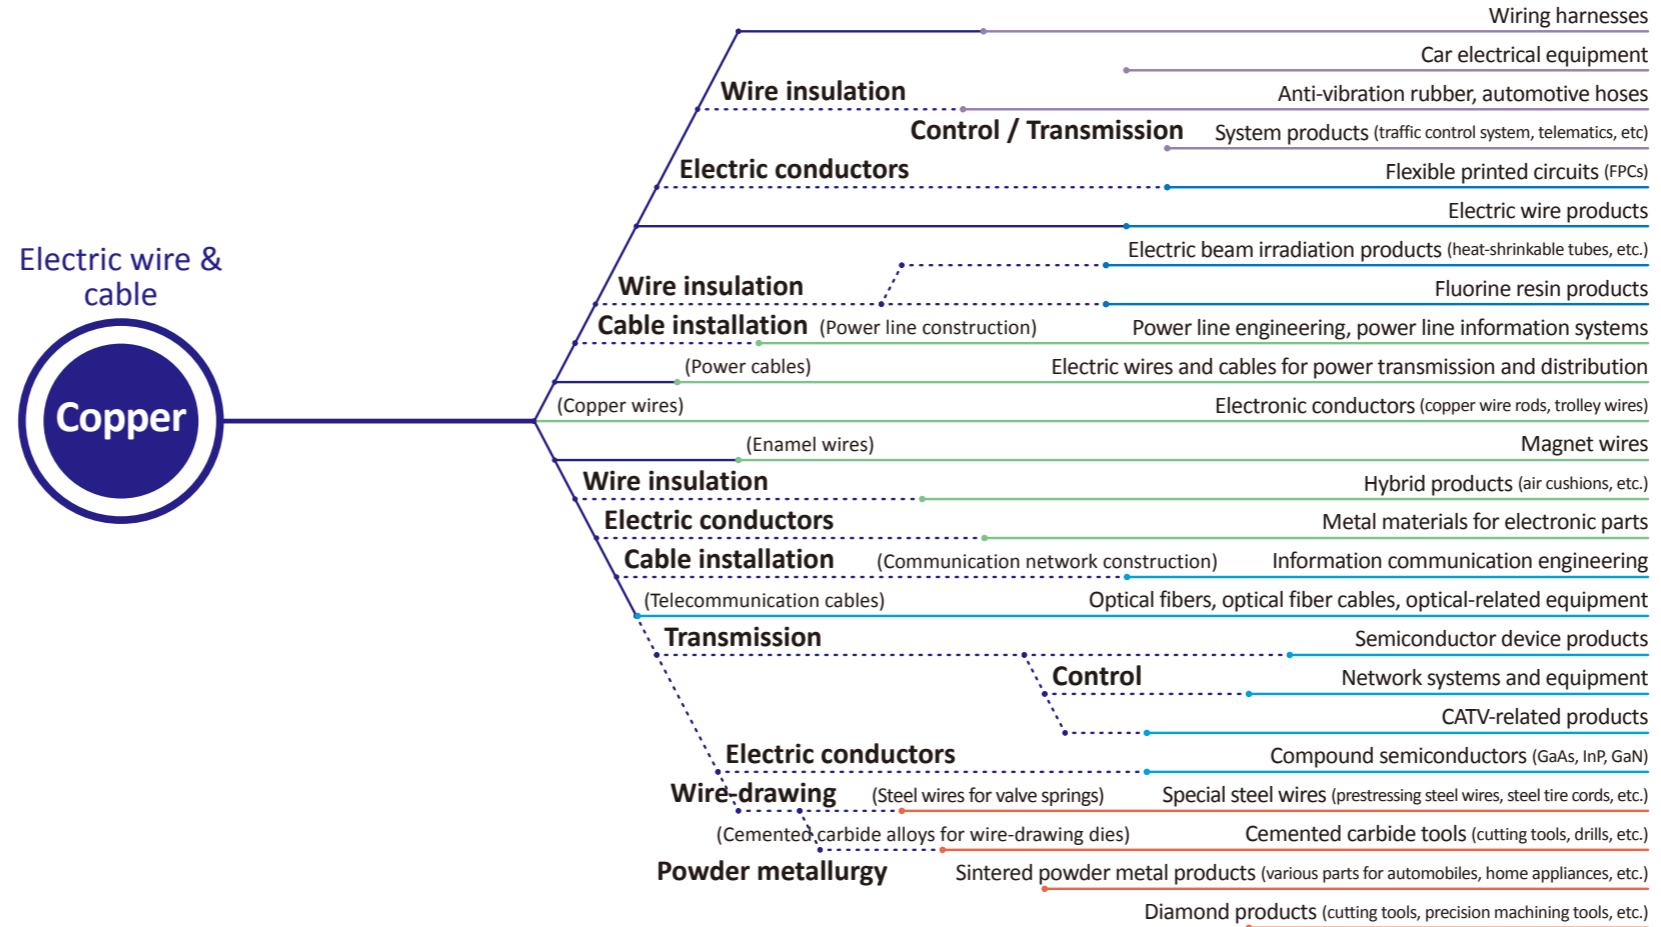 Wiring harnesses
Car electrical equipment
Wire insulation
Anti-vibration rubber, automotive hoses
Control / Transmission
System products (traffic control system, telematics, etc)
Electric conductors
Flexible printed circuits (FPCs)
Electric wire products
Electric wire &
cable
Copper
Electric beam irradiation products (heat-shrinkable tubes, etc.)
Wire insulation
Fluorine resin products
Cable installation (Power line construction)
Power line engineering, power line information systems
(Power cables)
Electric wires and cables for power transmission and distribution
(Copper wires)
Electronic conductors (copper wire rods, trolley wires)
(Enamel wires)
Magnet wires
Wire insulation
Hybrid products (air cushions, etc.)
Electric conductors
Metal materials for electronic parts
Cable installation (Communication network construction)
Information communication engineering
(Telecommunication cables)
Optical fibers, optical fiber cables, optical-related equipment
Transmission
Semiconductor device products
Control
Network systems and equipment
CATV-related products
Electric conductors
Compound semiconductors (GaAs, InP, GaN)
Wire-drawing (Steel wires for valve springs)
Special steel wires (prestressing steel wires, steel tire cords, etc.)
(Cemented carbide alloys for wire-drawing dies)
Cemented carbide tools (cutting tools, drills, etc.)
Powder metallurgy
Sintered powder metal products (various parts for automobiles, home appliances, etc.)
Diamond products (cutting tools, precision machining tools, etc.)